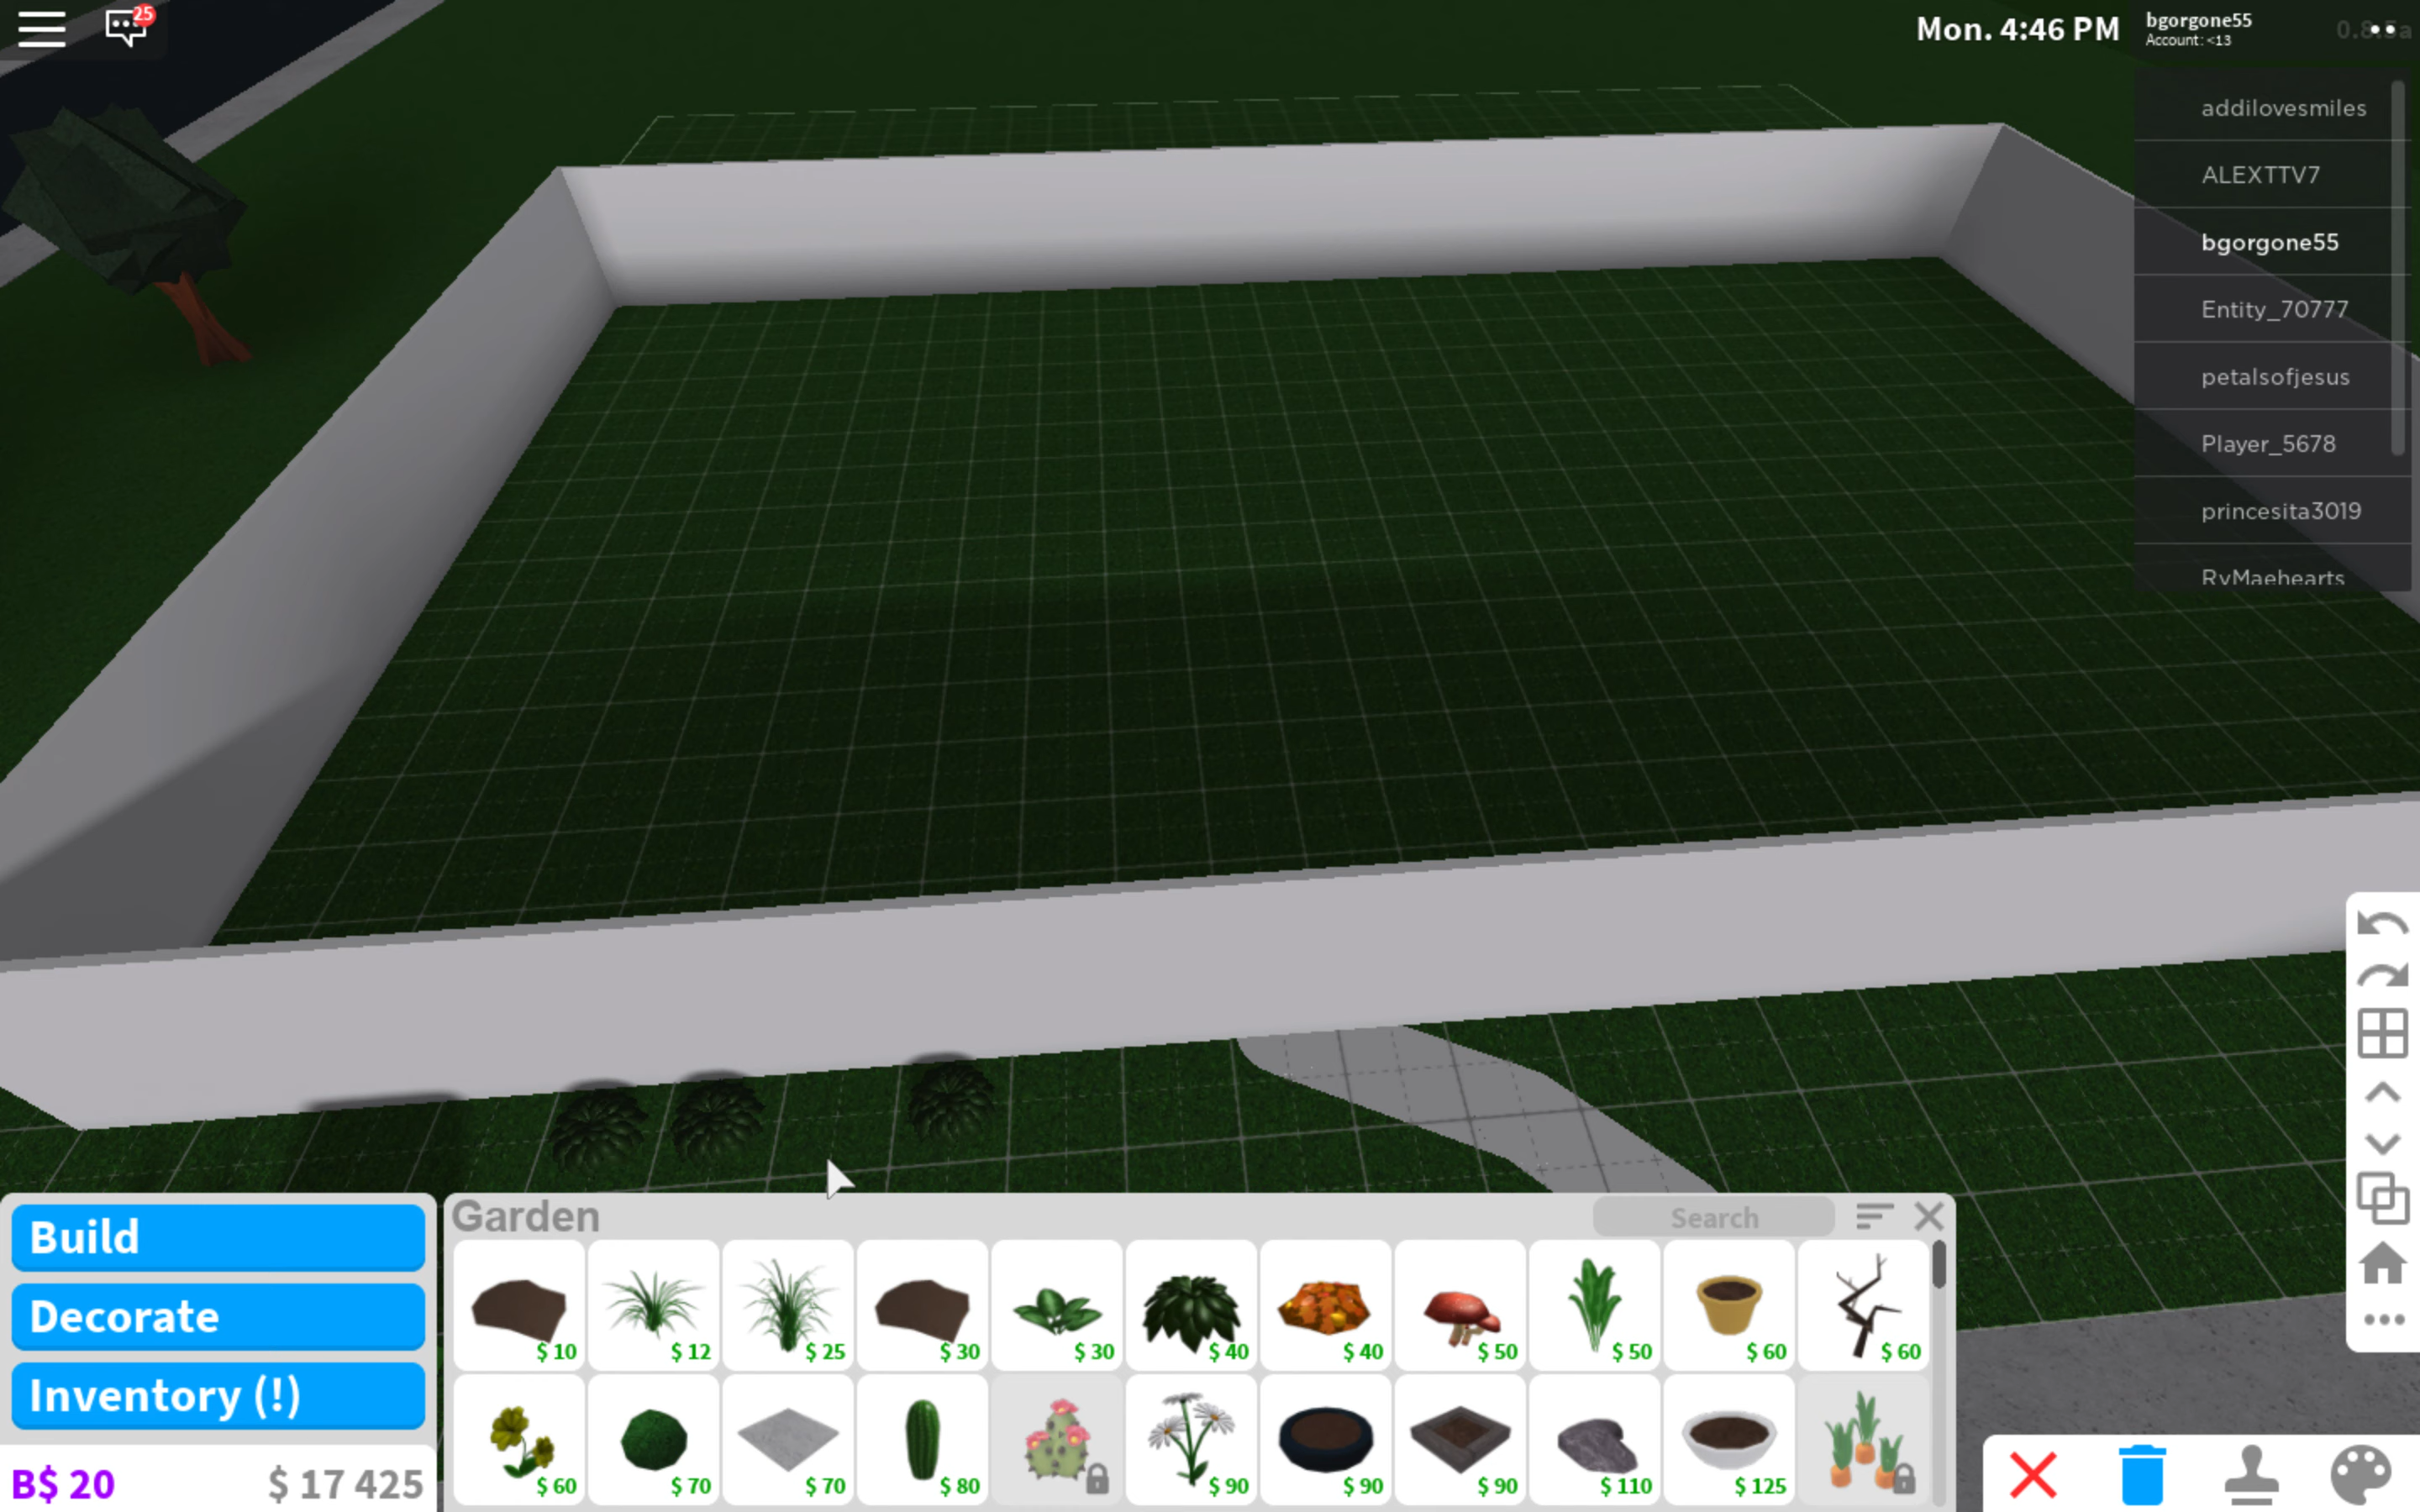 25
Mon. 4:46 PM
bgorgone55
Account: <13
addilovesmiles
ALEXTTV7
bgorgone55
Entity_70777
petalsofjesus
Player_5678
princesita3019
RyMaehearts
Build
Decorate
Inventory (!)
B$ 20
$ 17 425
Garden
Search
$ 10
$ 12
$ 25
$ 30
$ 30
$ 40
$ 40
$ 50
$ 50
$ 60
$ 60
$ 60
$ 70
$ 70
$ 80
$ 90
$ 90
$ 90
$ 110
$ 125